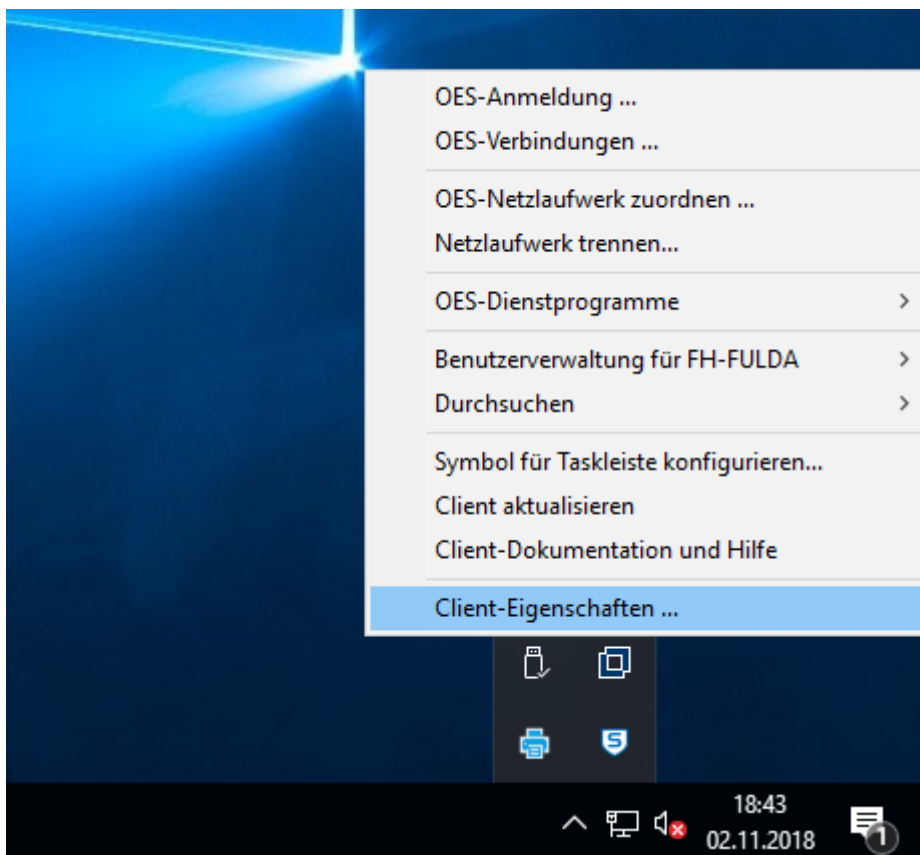 OES-Anmeldung ...
OES-Verbindungen ...
OES-Netzlaufwerk zuordnen ...
Netzlaufwerk trennen...
OES-Dienstprogramme
Benutzerverwaltung für FH-FULDA
Durchsuchen
Symbol für Taskleiste konfigurieren...
Client aktualisieren
Client-Dokumentation und Hilfe
Client-Eigenschaften ...
S
18:43
02.11.2018
1